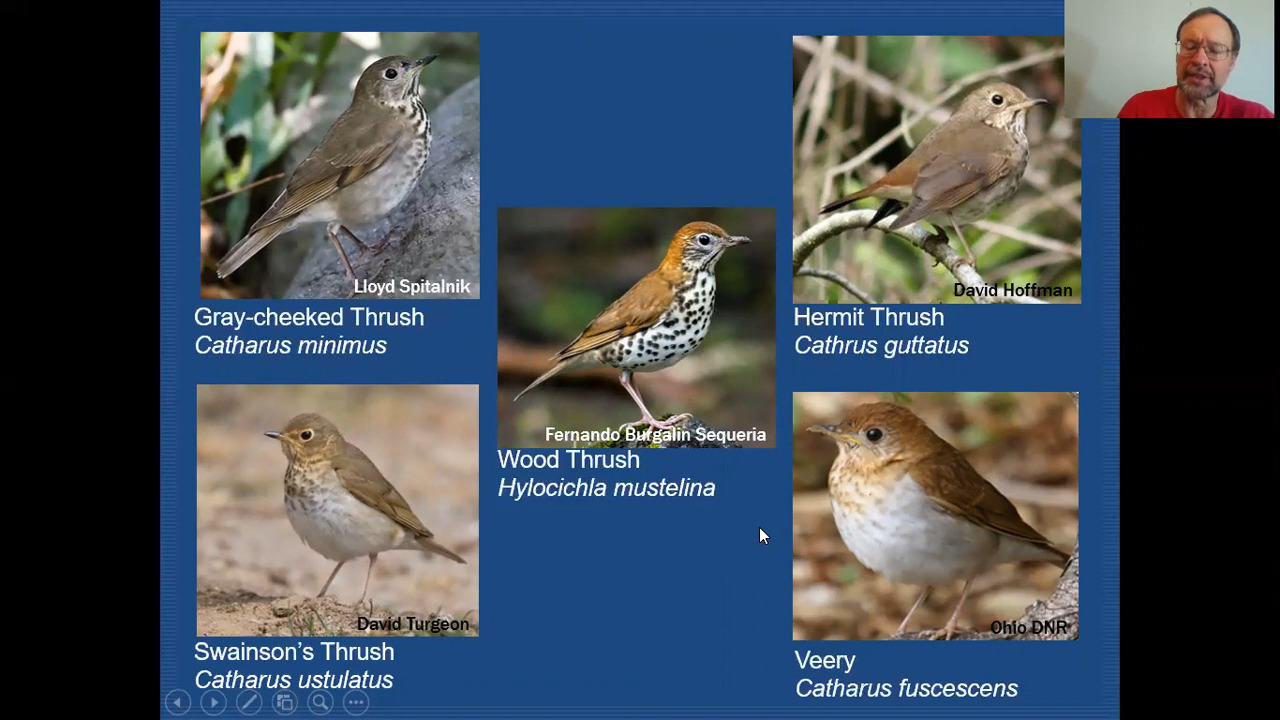 Lloyd Spitalnik
Gray-cheeked Thrush
Catharus minimus
David Hoffman
Hermit Thrush
Cathrus guttatus
Fernando Burgalin Sequeria
Wood Thrush
Hylocichla mustelina
David Turgeon
Swainson's Thrush
Catharus ustulatus
Ohio DNR
Veery
Catharus fuscescens